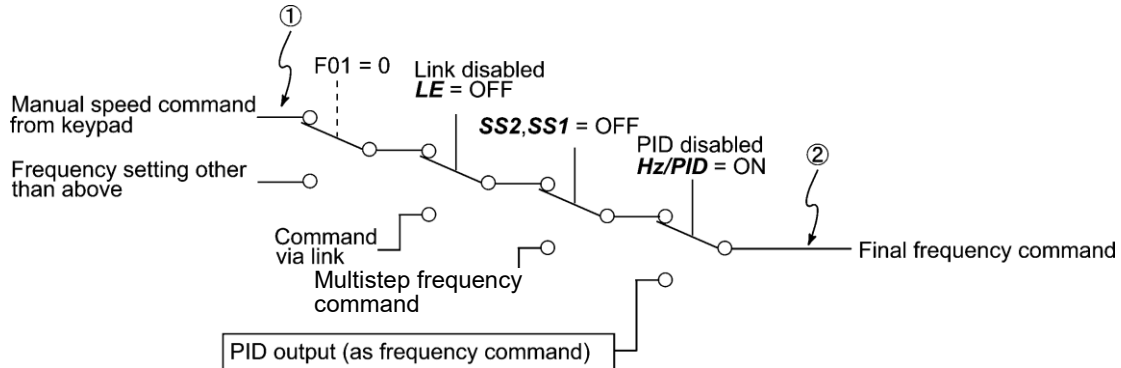 ①
F01 = 0
Link disabled
LE = OFF
Manual speed command
from keypad
SS2,SS1 = OFF
PID disabled
Hz/PID = ON
②
Frequency setting other
than above
Command
via link
Multistep frequency
command
Final frequency command
PID output (as frequency command)